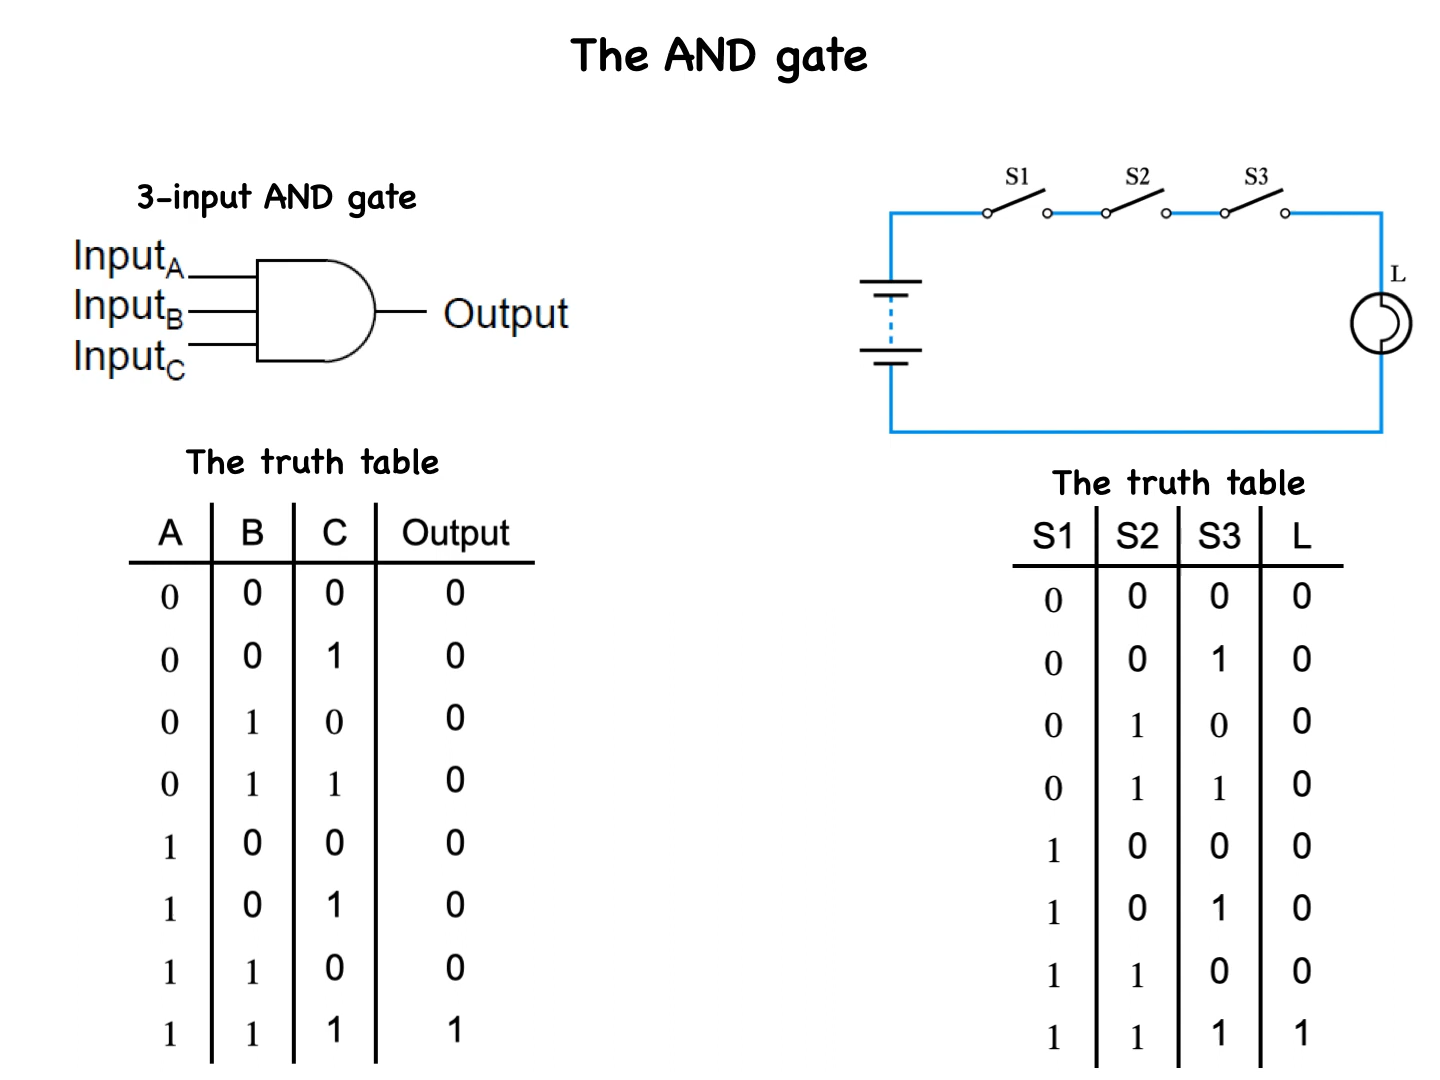 The AND gate
3-input AND gate
InputA
InputB
InputC
Output
The truth table
A B C Output
0 0 0 0
0 0 1 0
0 1 0 0
0 1 1 0
1 0 0 0
1 0 1 0
1 1 0 0
1 1 1 1
S1 S2 S3
L
The truth table
S1 S2 S3 L
0 0 0 0
0 0 1 0
0 1 0 0
0 1 1 0
1 0 0 0
1 0 1 0
1 1 0 0
1 1 1 1